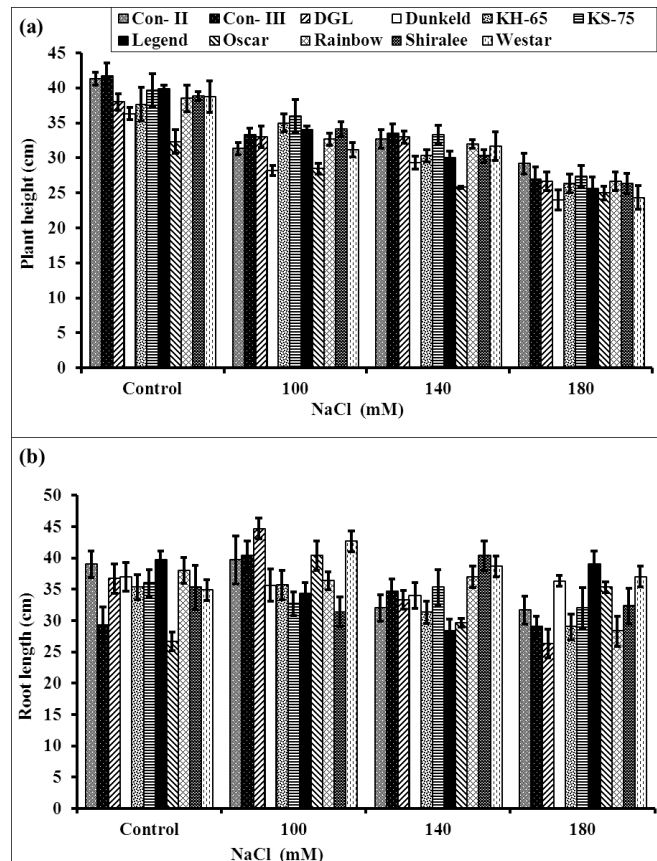 (a)
Con- II Con- III DGL Dunkeld KH-65 KS-75
Legend Oscar Rainbow Shiralee Westar
Plant height (cm)
45
40
35
30
25
20
15
10
5
0
Control 100 140 180
NaCl (mM)
(b)
Root length (cm)
50
45
40
35
30
25
20
15
10
5
0
Control 100 140 180
NaCl (mM)